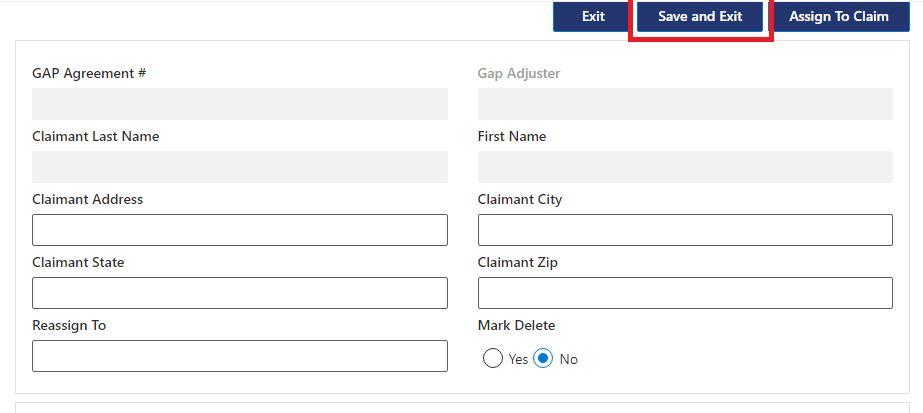 Exit Save and Exit Assign To Claim
GAP Agreement # Gap Adjuster
Claimant Last Name First Name
Claimant Address Claimant City
Claimant State Claimant Zip
Reassign To Mark Delete
Yes No